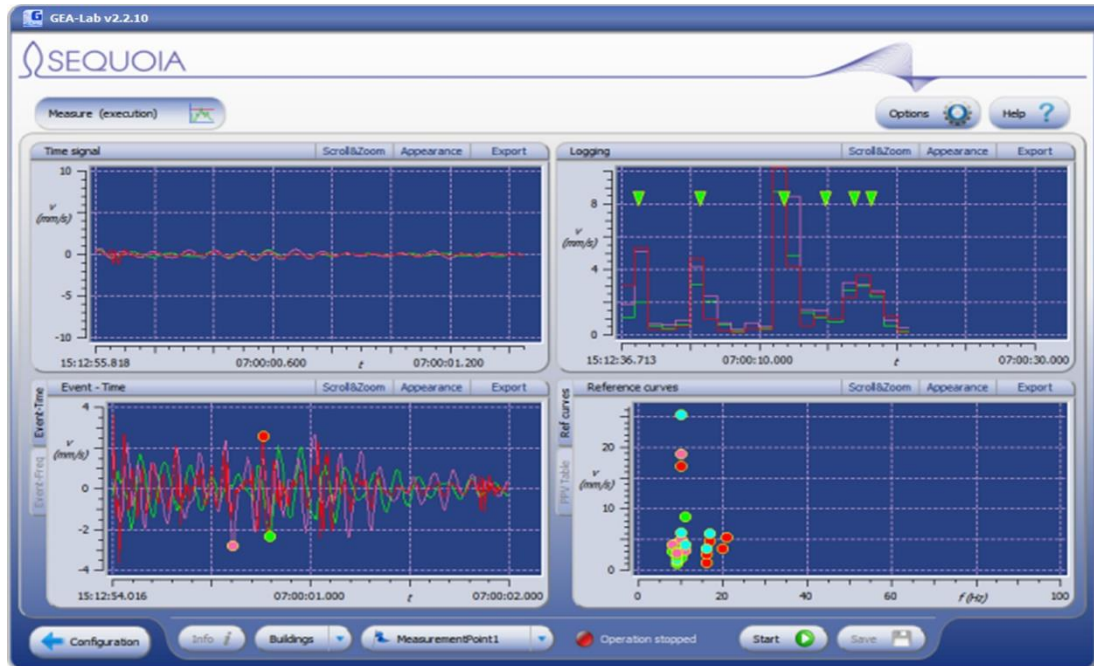 GEA-Lab v2.2.10
SEQUOIA
Measure (execution)
Options
Help ?
Time signal Scroll&Zoom Appearance Export
10
v
(mm/s)
0
-5
-10
15:12:55.818 07:00:00.600 t 07:00:01.200
Logging Scroll&Zoom Appearance Export
8
v
(mm/s)
4
0
15:12:36.713 07:00:10.000 t 07:00:30.000
Event-Time
Event-Freq
Event - Time Scroll&Zoom Appearance Export
4
v
(mm/s)
0
-2
-4
15:12:54.016 07:00:01.000 t 07:00:02.000
Ref curves
PPV Table
Reference curves Scroll&Zoom Appearance Export
20
v
(mm/s)
10
0
0 20 40 60 f (Hz) 100
Configuration
Info i
Buildings
MeasurementPoint1
Operation stopped
Start
Save